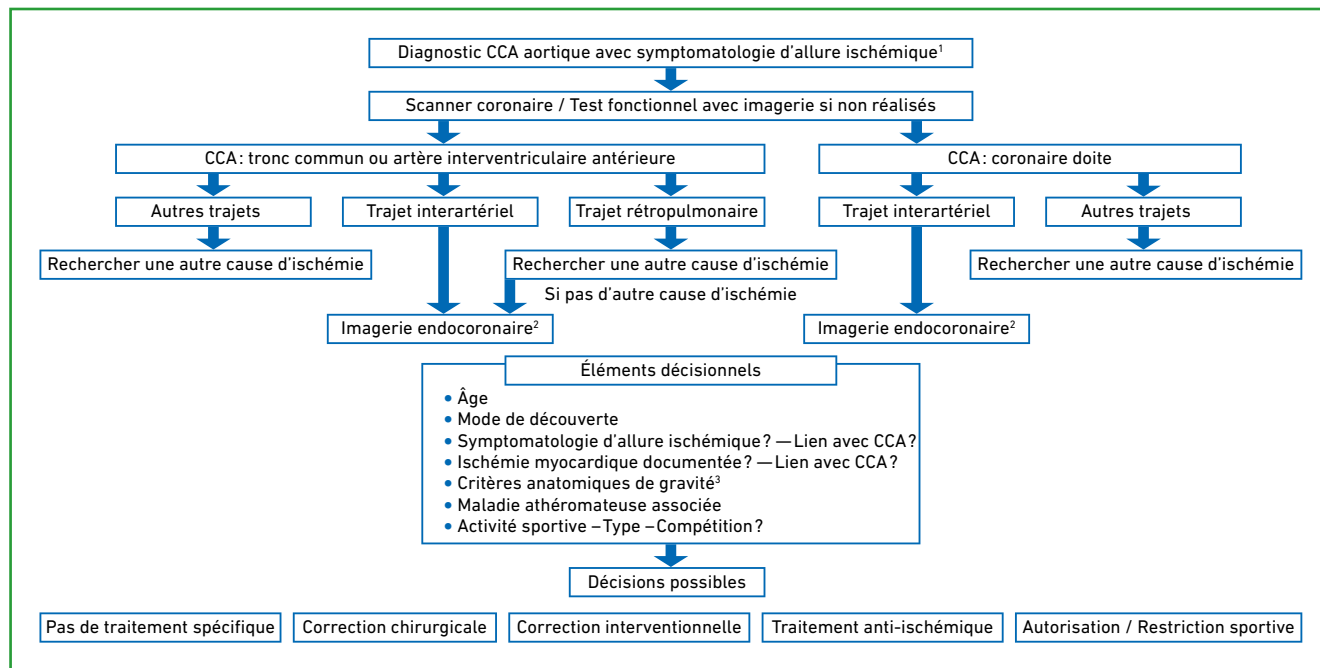 Diagnostic CCA aortique avec symptomatologie d'allure ischémique¹
Scanner coronaire / Test fonctionnel avec imagerie si non réalisés
CCA: tronc commun ou artère interventriculaire antérieure
CCA: coronaire doite
Autres trajets
Trajet interartériel
Trajet rétropulmonaire
Trajet interartériel
Autres trajets
Rechercher une autre cause d'ischémie
Rechercher une autre cause d'ischémie
Rechercher une autre cause d'ischémie
Si pas d'autre cause d'ischémie
Imagerie endocoronaire²
Imagerie endocoronaire²
Éléments décisionnels
• Âge
• Mode de découverte
• Symptomatologie d'allure ischémique? — Lien avec CCA?
• Ischémie myocardique documentée? — Lien avec CCA?
• Critères anatomiques de gravité³
• Maladie athéromateuse associée
• Activité sportive – Type – Compétition?
Décisions possibles
Pas de traitement spécifique
Correction chirurgicale
Correction interventionnelle
Traitement anti-ischémique
Autorisation / Restriction sportive